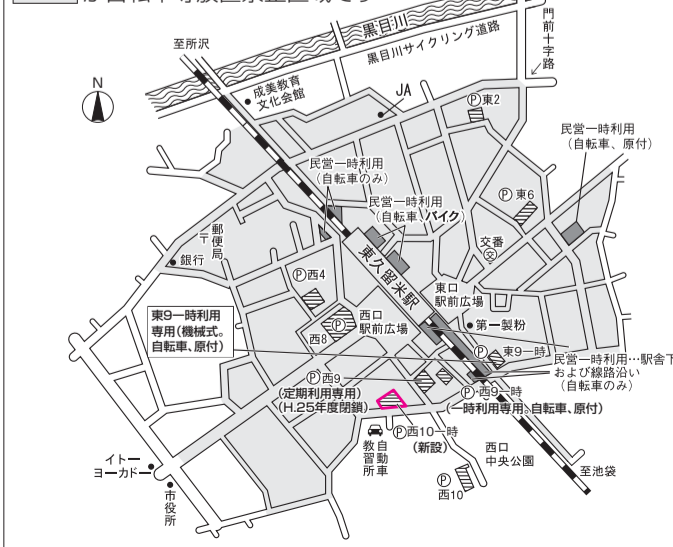 黒目川
黒目川サイクリング道路
門前十字路
至所沢
N
成美教育
文化会館
JA
Ⓟ東2
民営一時利用
(自転車、原付)
民営一時利用
(自転車のみ)
民営一時利用
(自転車、バイク)
Ⓟ東6
郵便局
〒
銀行
交番
東久留米駅
東口
駅前広場
Ⓟ西4
西口
駅前広場
Ⓟ
西8
第一製粉
東9一時利用
専用(機械式。
自転車、原付)
Ⓟ東9一時
民営一時利用…駅舎下
および線路沿い
(自転車のみ)
Ⓟ西9
(定期利用専用)
(H.25年度閉鎖)
Ⓟ西9一時
(一時利用専用。自転車、原付)
Ⓟ西10一時
(新設)
自動車
教習所
西口
中央公園
至池袋
イトー
ヨーカドー
市役所
Ⓟ
西10